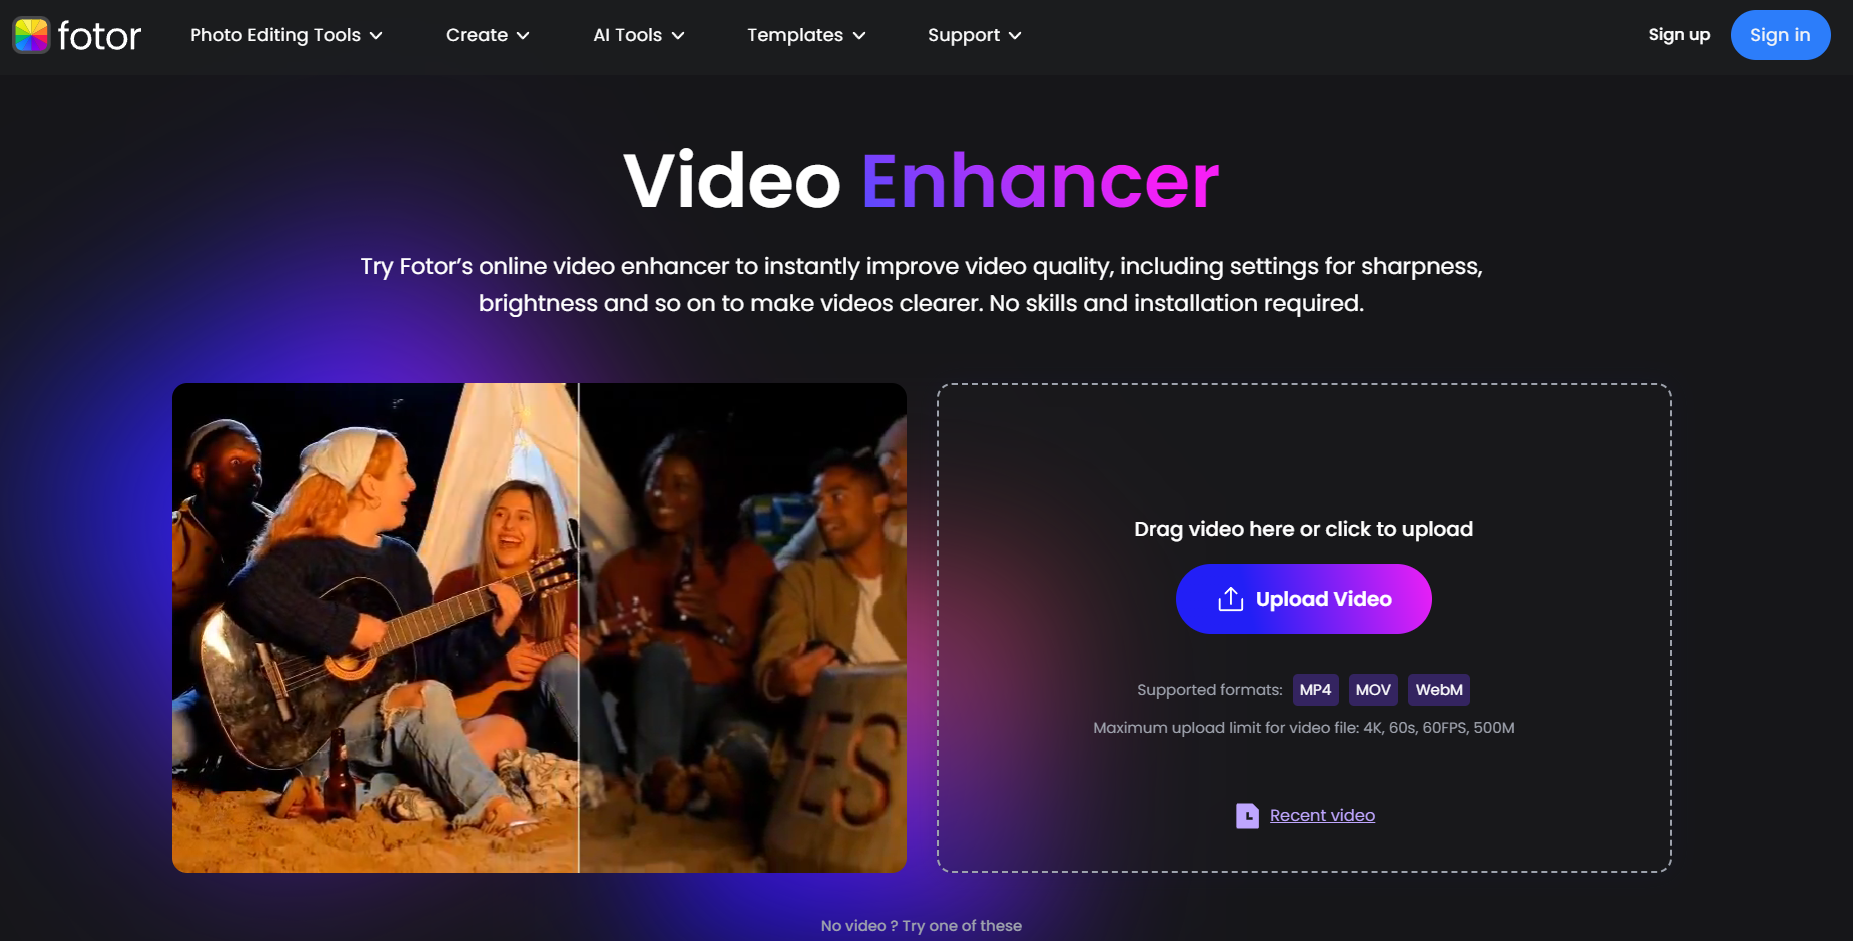 fotor
Photo Editing Tools
Create
AI Tools
Templates
Support
Sign up
Sign in
Video Enhancer
Try Fotor’s online video enhancer to instantly improve video quality, including settings for sharpness,
brightness and so on to make videos clearer. No skills and installation required.
ES
Drag video here or click to upload
Upload Video
Supported formats: MP4 MOV WebM
Maximum upload limit for video file: 4K, 60s, 60FPS, 500M
Recent video
No video ? Try one of these